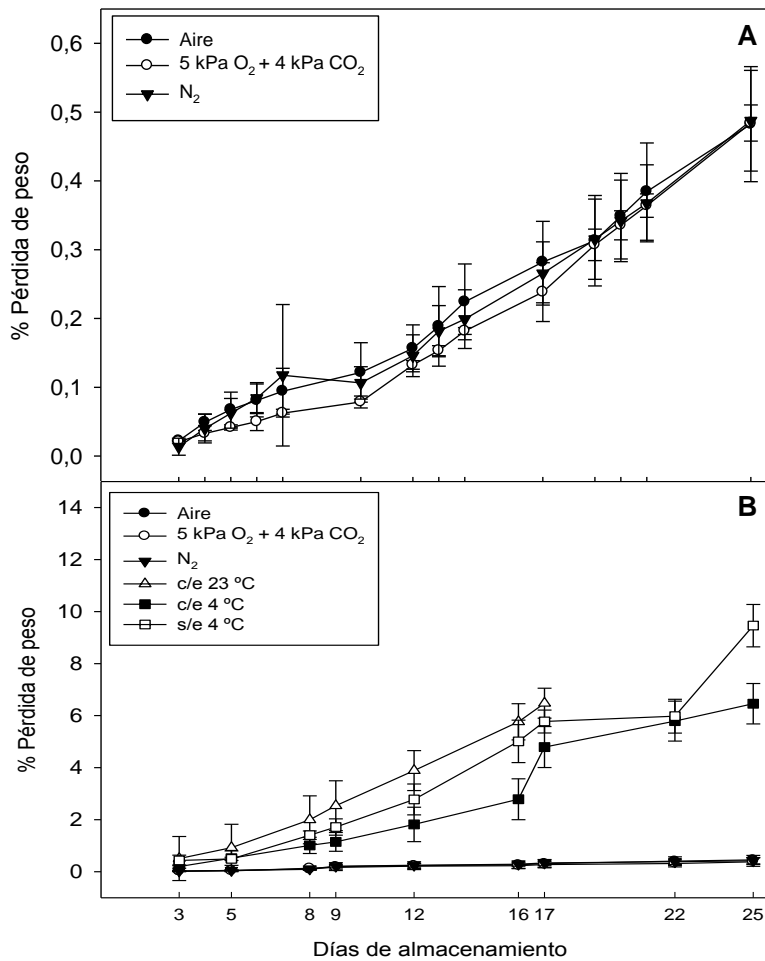 A
Aire
5 kPa O₂ + 4 kPa CO₂
N₂
% Pérdida de peso
0,6
0,5
0,4
0,3
0,2
0,1
0,0
B
Aire
5 kPa O₂ + 4 kPa CO₂
N₂
c/e 23 ºC
c/e 4 ºC
s/e 4 ºC
% Pérdida de peso
14
12
10
8
6
4
2
0
3 5 8 9 12 16 17 22 25
Días de almacenamiento